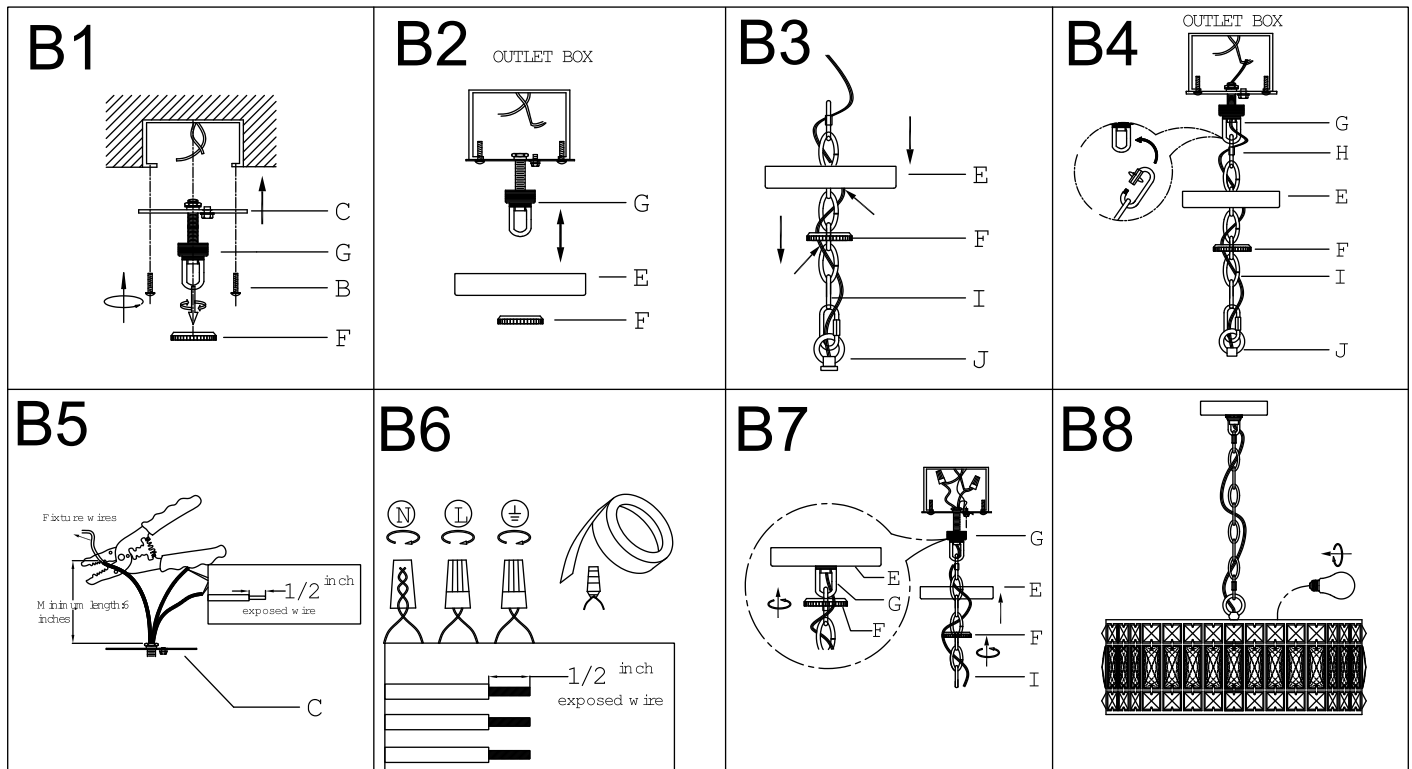 B1
C
G
B
F
B2
OUTLET BOX
G
E
F
B3
E
F
I
J
B4
OUTLET BOX
G
H
E
F
I
J
B5
Fixture wires
Minimum length:6
inches
1/2 inch
exposed wire
C
B6
N
L
1/2 inch
exposed wire
B7
E
G
F
G
E
F
I
B8